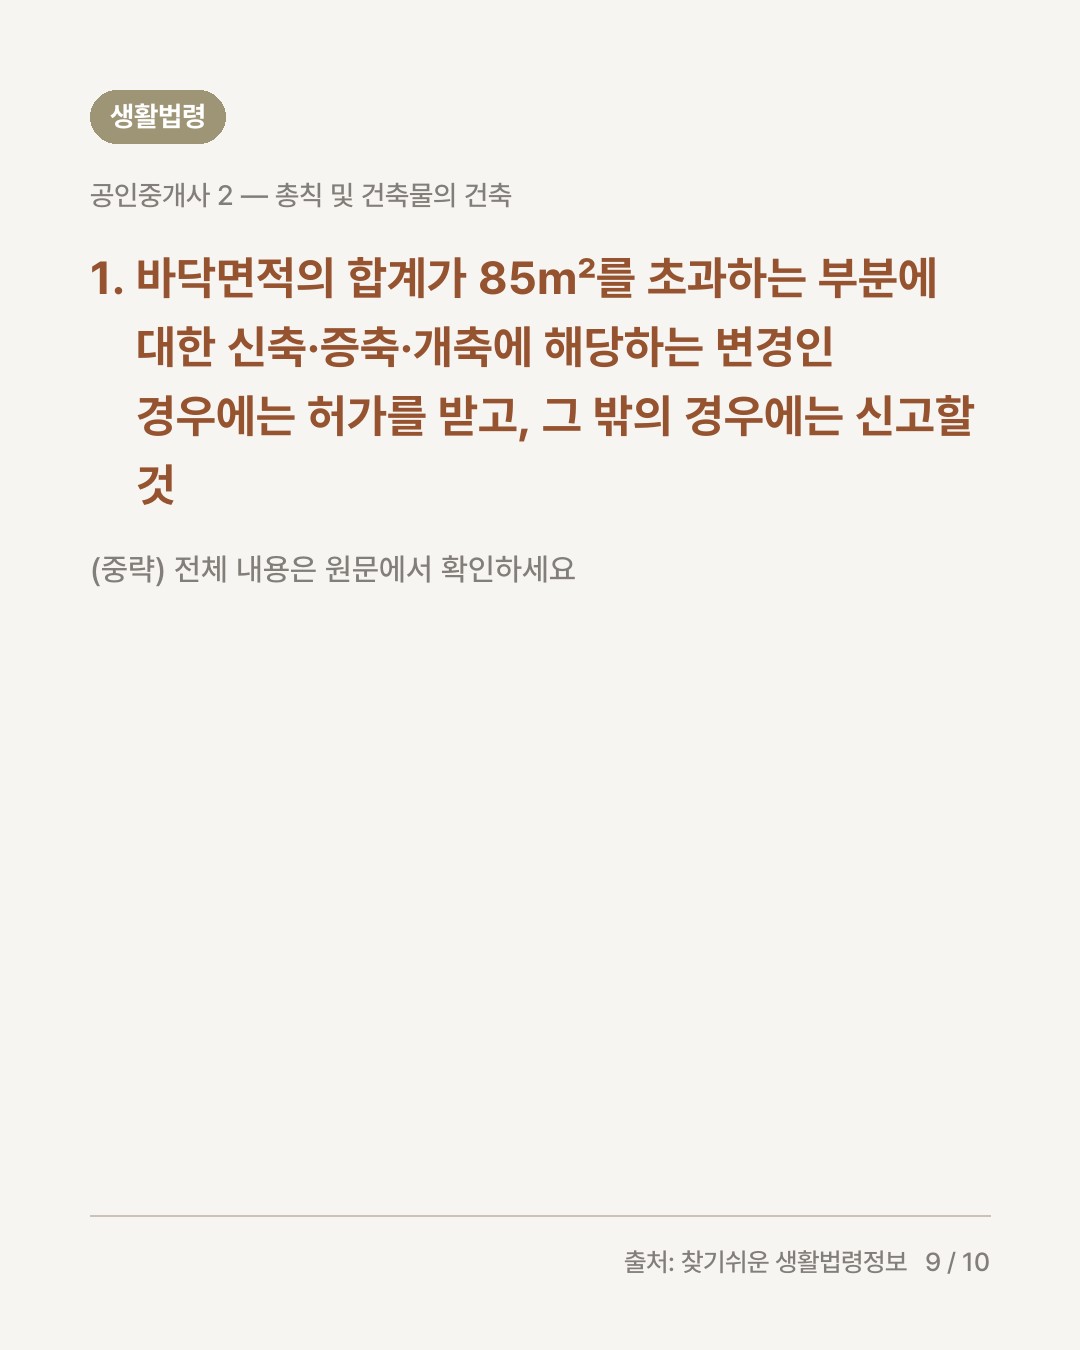 생활법령
공인중개사 2 — 총칙 및 건축물의 건축
1. 바닥면적의 합계가 85m²를 초과하는 부분에
대한 신축·증축·개축에 해당하는 변경인
경우에는 허가를 받고, 그 밖의 경우에는 신고할
것
(중략) 전체 내용은 원문에서 확인하세요
출처: 찾기쉬운 생활법령정보 9 / 10